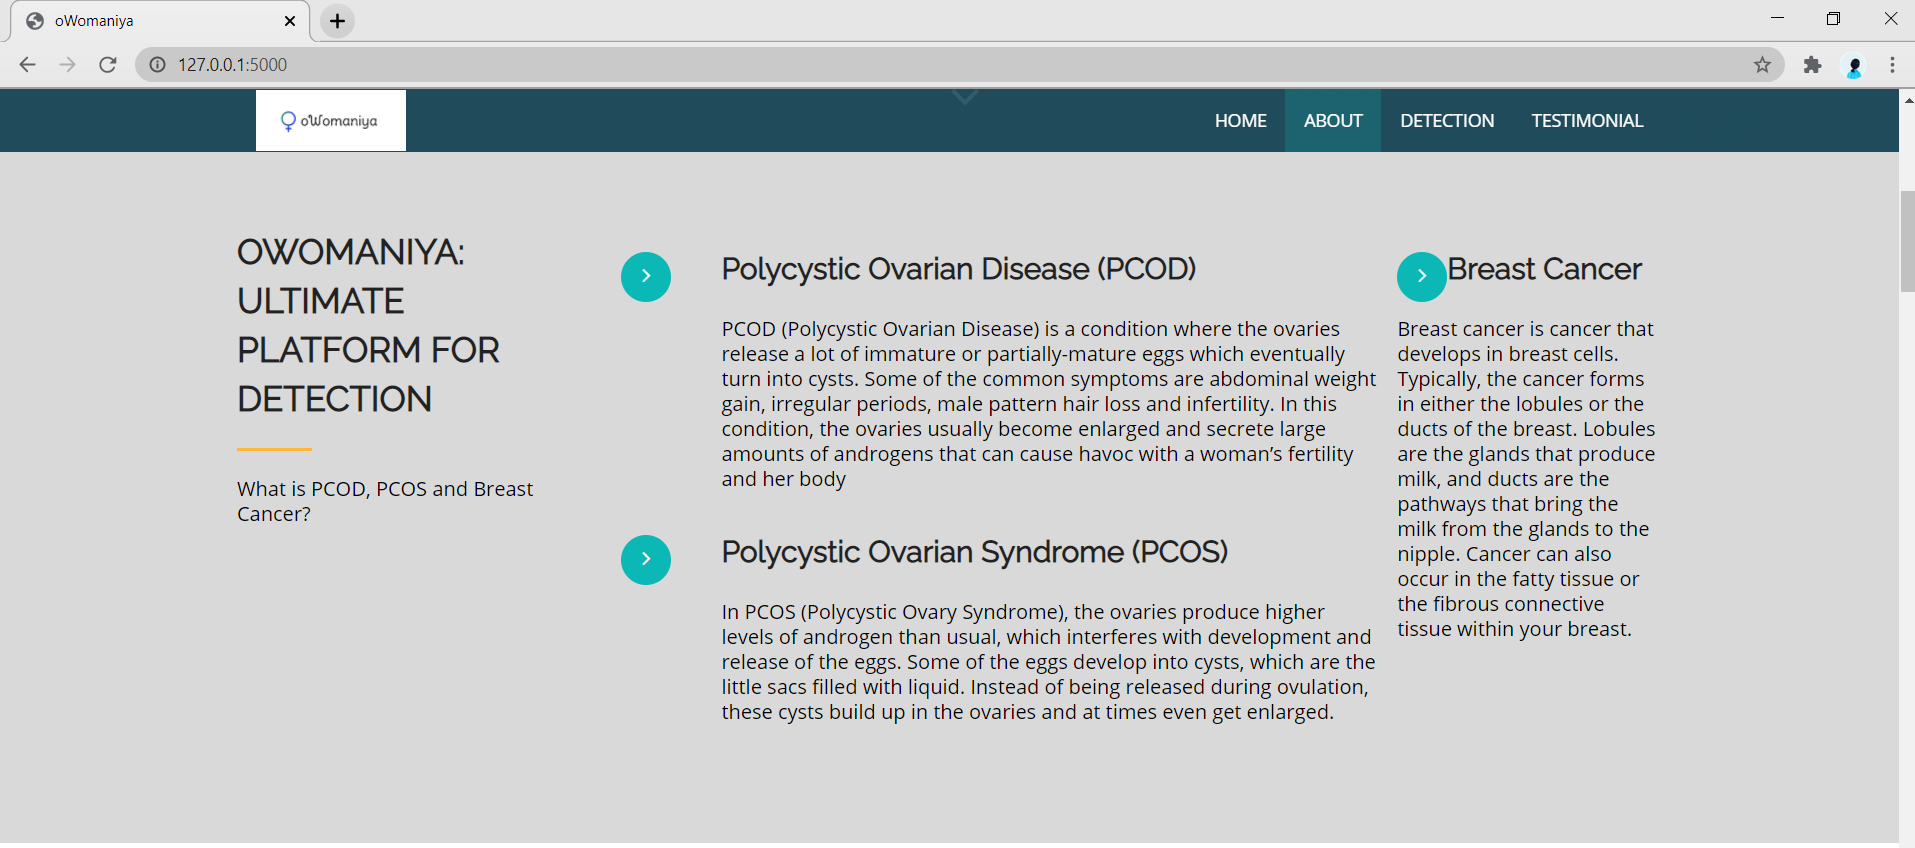 oWomaniya
127.0.0.1:5000
oWomaniya
HOME
ABOUT
DETECTION
TESTIMONIAL
OWOMANIYA:
ULTIMATE
PLATFORM FOR
DETECTION
What is PCOD, PCOS and Breast
Cancer?
Polycystic Ovarian Disease (PCOD)
PCOD (Polycystic Ovarian Disease) is a condition where the ovaries
release a lot of immature or partially-mature eggs which eventually
turn into cysts. Some of the common symptoms are abdominal weight
gain, irregular periods, male pattern hair loss and infertility. In this
condition, the ovaries usually become enlarged and secrete large
amounts of androgens that can cause havoc with a woman’s fertility
and her body
Polycystic Ovarian Syndrome (PCOS)
In PCOS (Polycystic Ovary Syndrome), the ovaries produce higher
levels of androgen than usual, which interferes with development and
release of the eggs. Some of the eggs develop into cysts, which are the
little sacs filled with liquid. Instead of being released during ovulation,
these cysts build up in the ovaries and at times even get enlarged.
Breast Cancer
Breast cancer is cancer that
develops in breast cells.
Typically, the cancer forms
in either the lobules or the
ducts of the breast. Lobules
are the glands that produce
milk, and ducts are the
pathways that bring the
milk from the glands to the
nipple. Cancer can also
occur in the fatty tissue or
the fibrous connective
tissue within your breast.